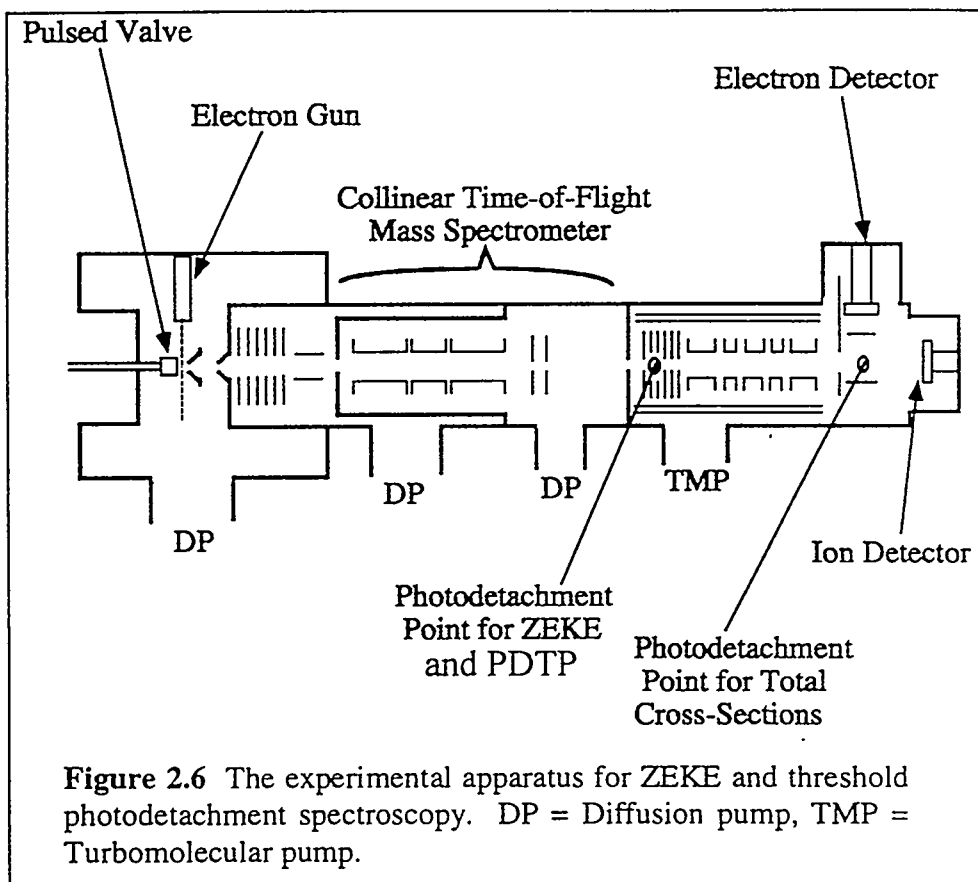 Pulsed Valve
Electron Gun
Electron Detector
Collinear Time-of-Flight
Mass Spectrometer
DP
DP
DP
TMP
Ion Detector
Photodetachment
Point for ZEKE
and PDTP
Photodetachment
Point for Total
Cross-Sections
Figure 2.6 The experimental apparatus for ZEKE and threshold
photodetachment spectroscopy. DP = Diffusion pump, TMP =
Turbomolecular pump.